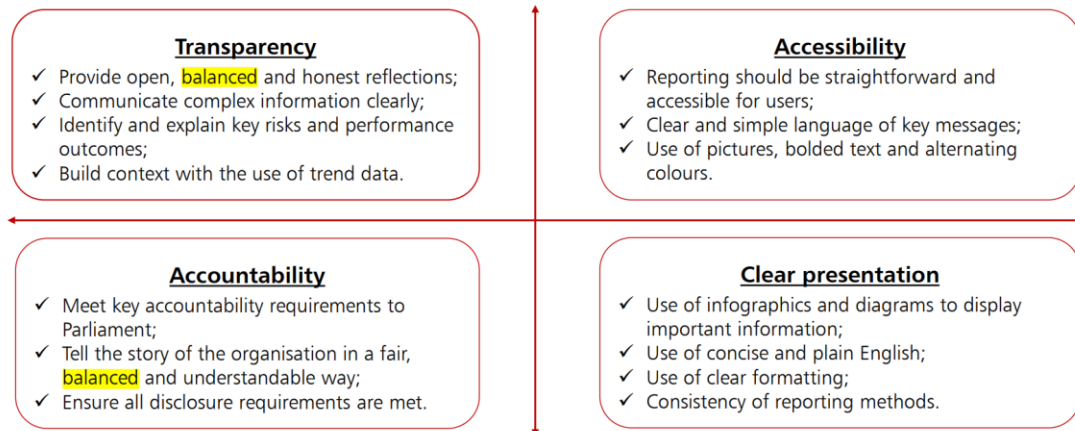 Transparency
✓ Provide open, balanced and honest reflections;
✓ Communicate complex information clearly;
✓ Identify and explain key risks and performance
outcomes;
✓ Build context with the use of trend data.
Accessibility
✓ Reporting should be straightforward and
accessible for users;
✓ Clear and simple language of key messages;
✓ Use of pictures, bolded text and alternating
colours.
Accountability
✓ Meet key accountability requirements to
Parliament;
✓ Tell the story of the organisation in a fair,
balanced and understandable way;
✓ Ensure all disclosure requirements are met.
Clear presentation
✓ Use of infographics and diagrams to display
important information;
✓ Use of concise and plain English;
✓ Use of clear formatting;
✓ Consistency of reporting methods.